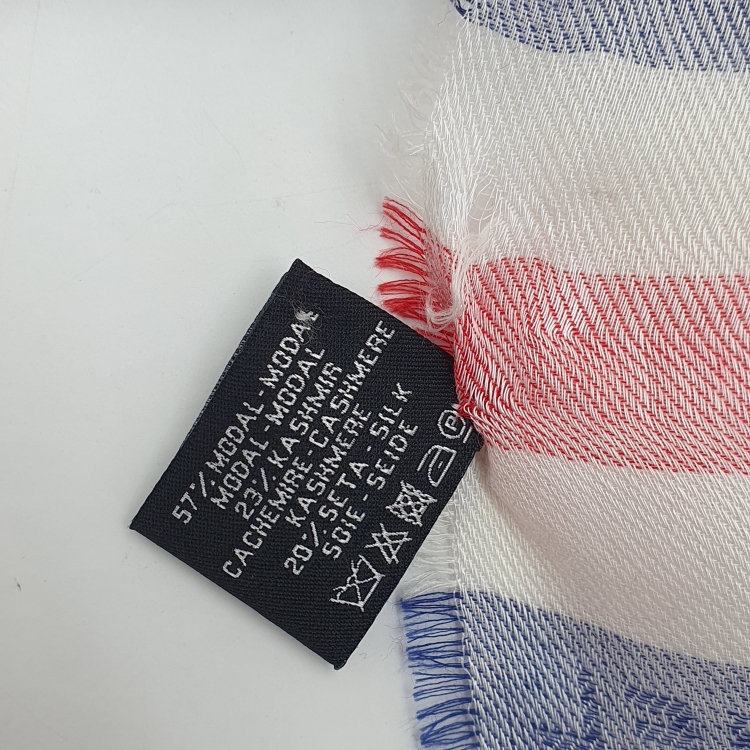 57% MODAL-MODAL
MODAL-MODAL
23% KASHMIR
CACHEMIRE-CASHMERE
KASHMERE
20% SETA - SILK
SOIE - SEIDE
P